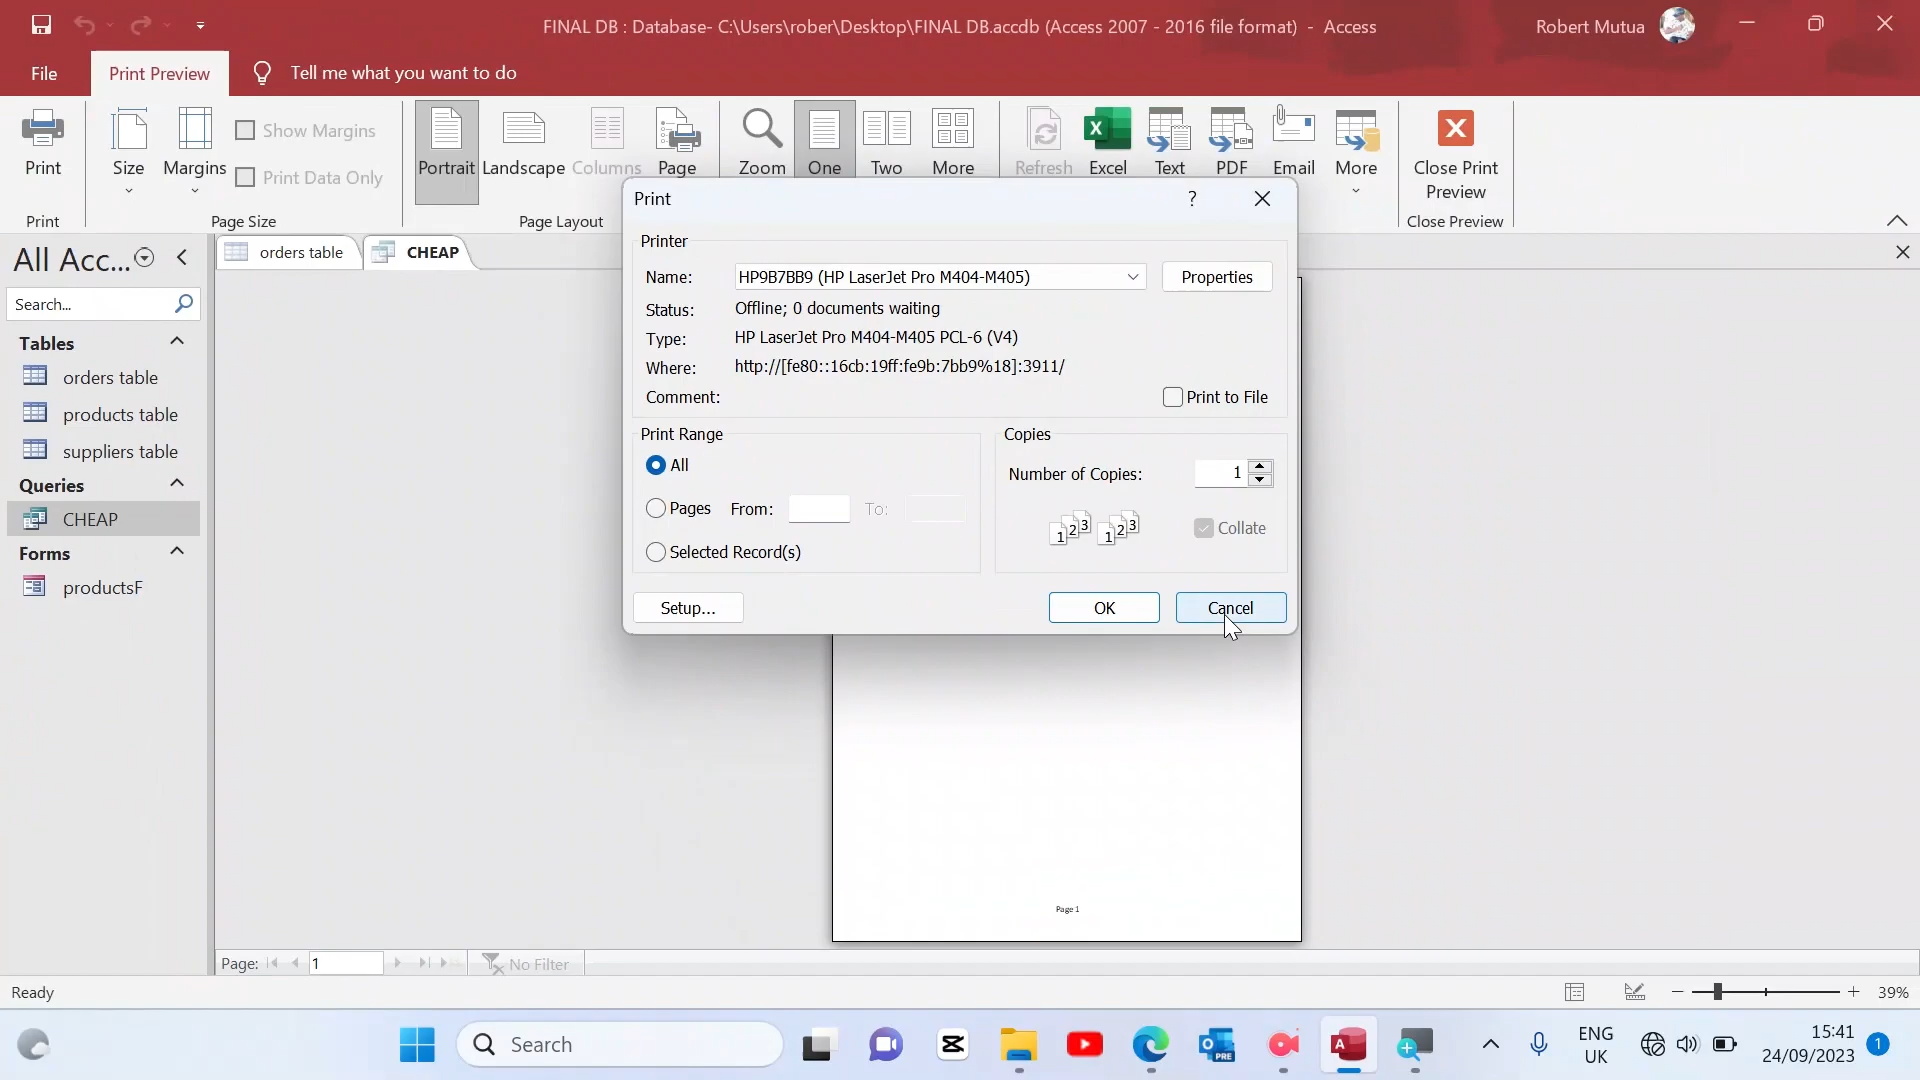 FINAL DB : Database- C:\Users\rober\Desktop\FINAL DB.accdb (Access 2007 - 2016 file format) - Access
Robert Mutua
File
Print Preview
Tell me what you want to do
Print
Size
Margins
Show Margins
Print Data Only
Portrait
Landscape
Columns
Page
Zoom
One
Two
More
Refresh
Excel
Text
PDF
Email
More
Close Print
Preview
Print
Page Size
Page Layout
Close Preview
All Acc...
Search...
Tables
orders table
products table
suppliers table
Queries
CHEAP
Forms
productsF
orders table
CHEAP
Print
?
Printer
Name:
HP9B7BB9 (HP LaserJet Pro M404-M405)
Properties
Status:
Offline; 0 documents waiting
Type:
HP LaserJet Pro M404-M405 PCL-6 (V4)
Where:
http://[fe80::16cb:19ff:fe9b:7bb9%18]:3911/
Comment:
Print to File
Print Range
All
Pages
From:
To:
Selected Record(s)
Copies
Number of Copies:
1
1 2 3 1 2 3
Collate
Setup...
OK
Cancel
Page 1
Page:
1
No Filter
Ready
39%
Search
PRE
ENG
UK
15:41
24/09/2023
1